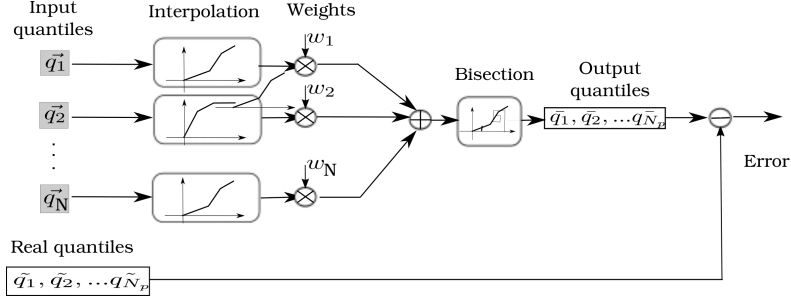 Input
quantiles
Interpolation
Weights
q⃗1
w1
q⃗2
w2
⋮
q⃗N
wN
Bisection
Output
quantiles
q̄1, q̄2, ...q̄Np
Error
Real quantiles
q̃1, q̃2, ...q̃Np